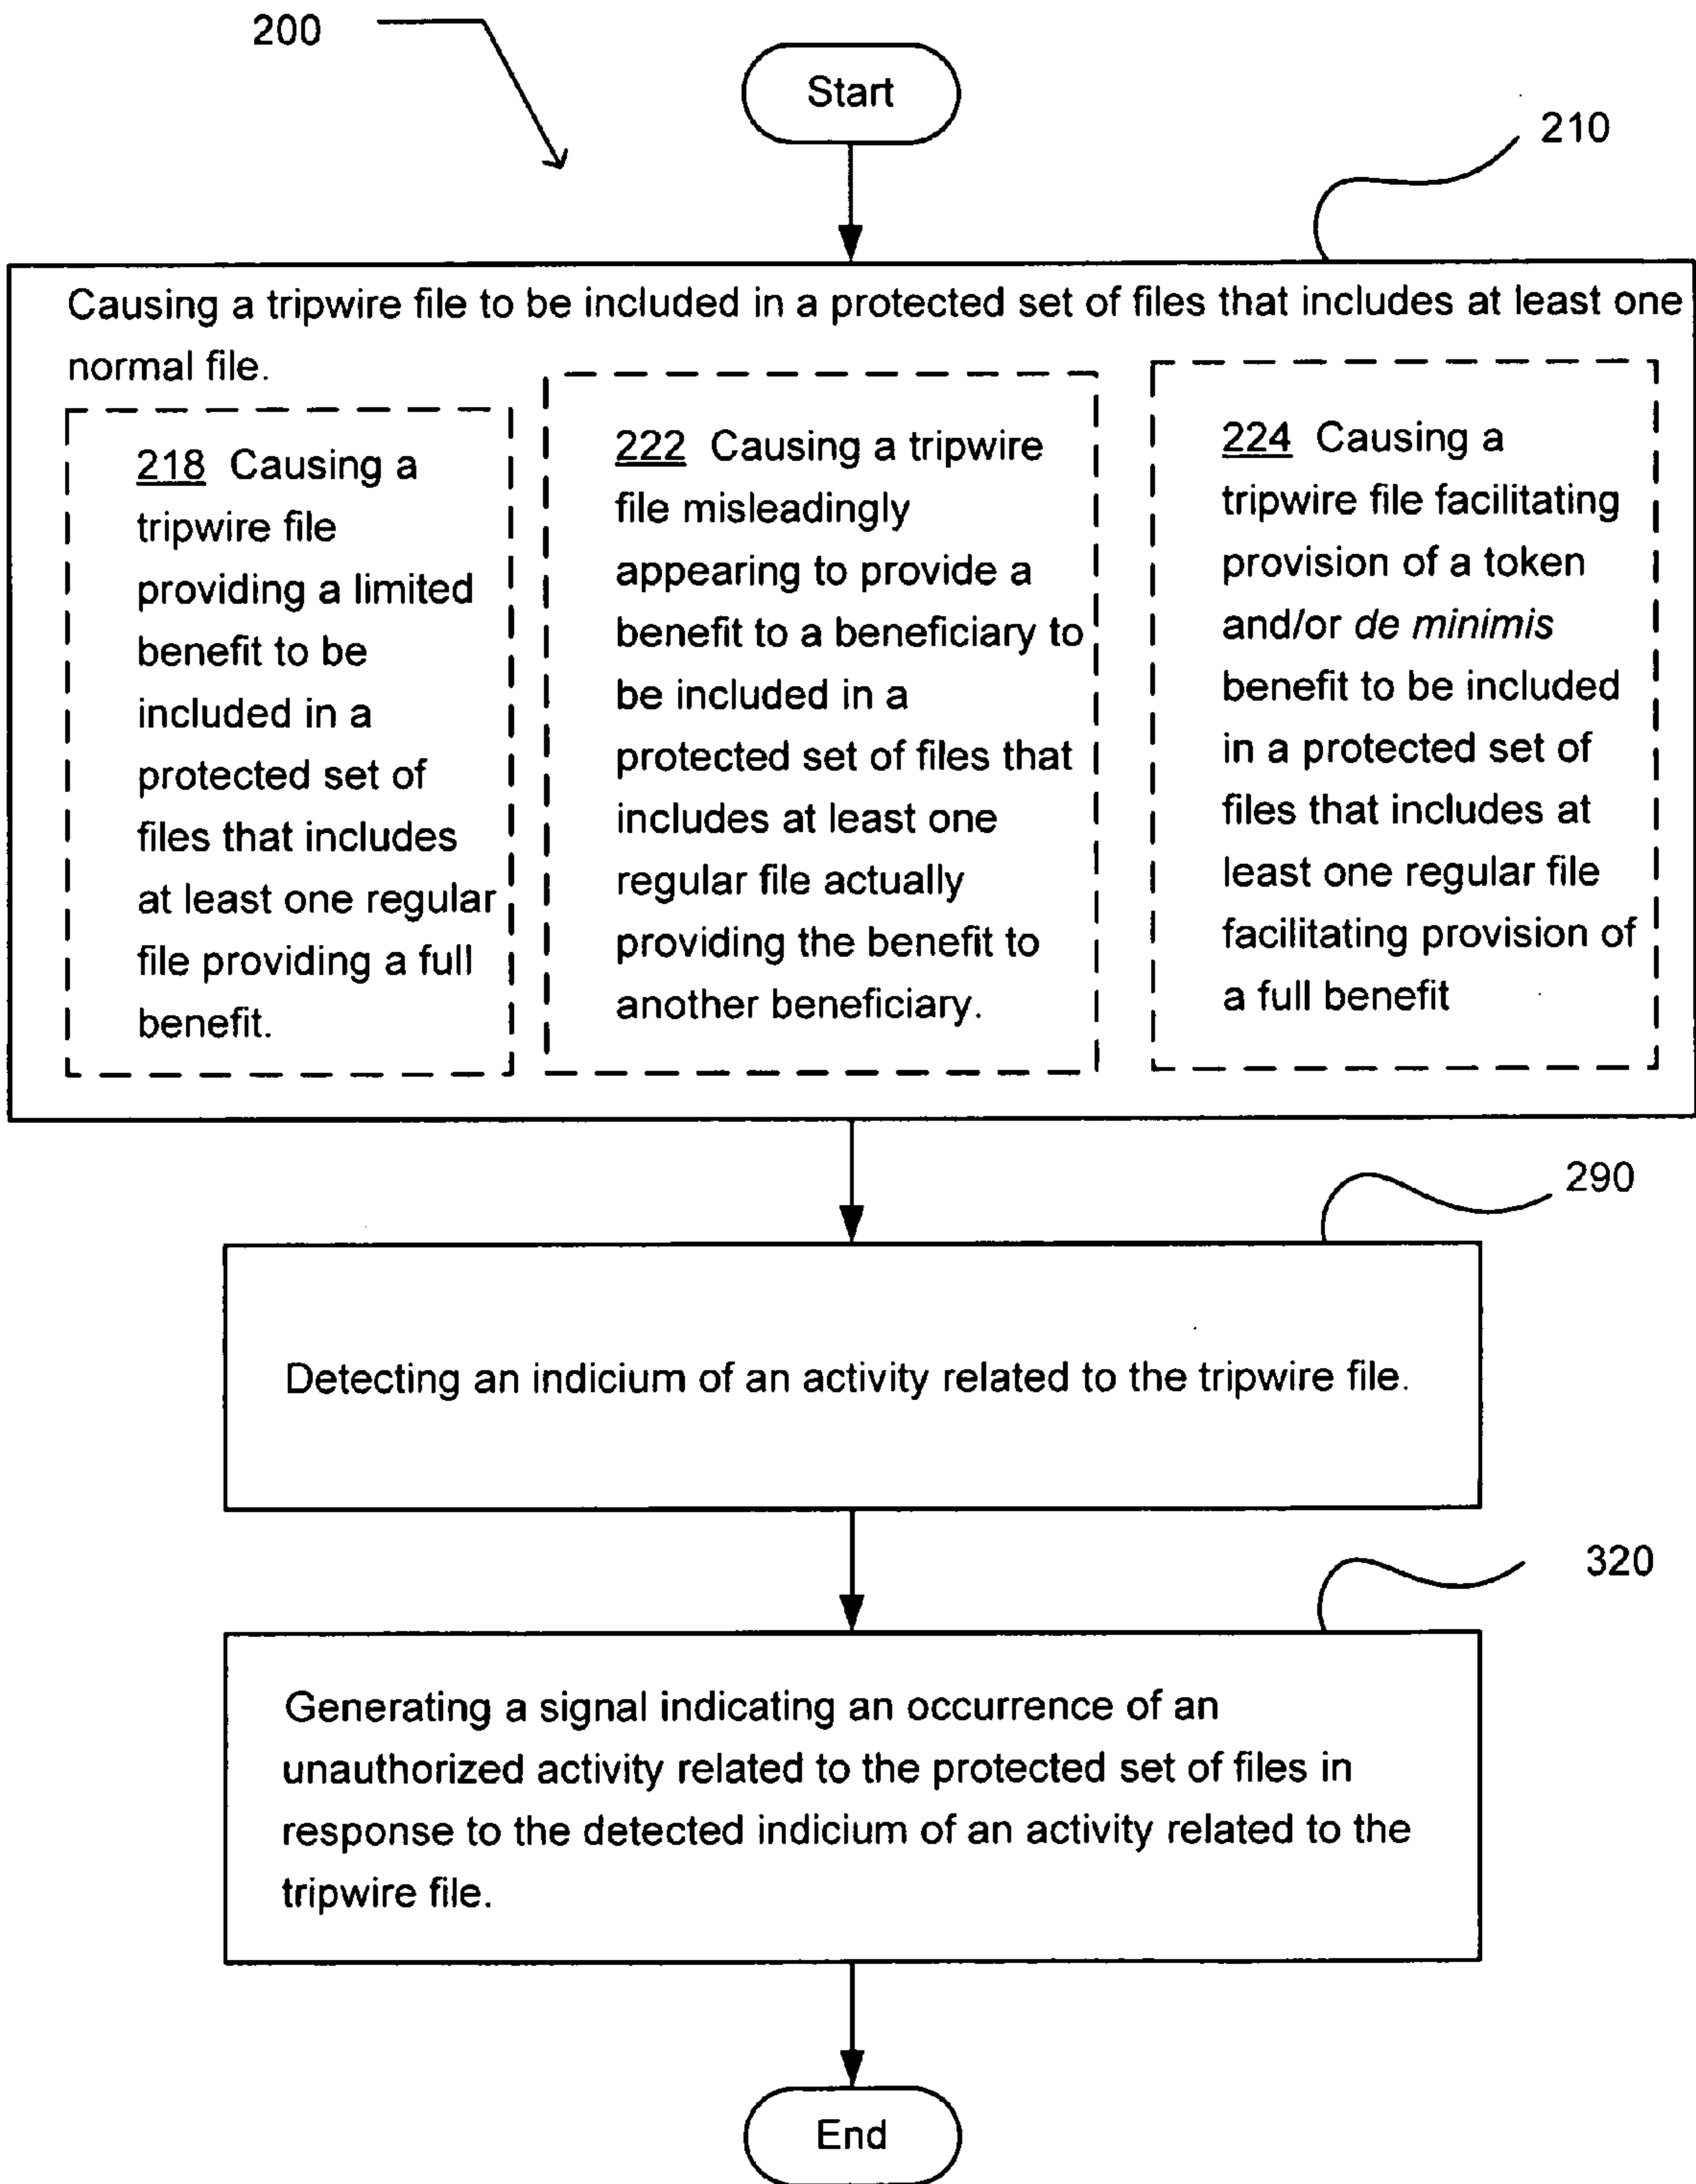 200
Start
210
Causing a tripwire file to be included in a protected set of files that includes at least one
normal file.
218 Causing a
tripwire file
providing a limited
benefit to be
included in a
protected set of
files that includes
at least one regular
file providing a full
benefit.
222 Causing a tripwire
file misleadingly
appearing to provide a
benefit to a beneficiary to
be included in a
protected set of files that
includes at least one
regular file actually
providing the benefit to
another beneficiary.
224 Causing a
tripwire file facilitating
provision of a token
and/or de minimis
benefit to be included
in a protected set of
files that includes at
least one regular file
facilitating provision of
a full benefit
290
Detecting an indicium of an activity related to the tripwire file.
320
Generating a signal indicating an occurrence of an
unauthorized activity related to the protected set of files in
response to the detected indicium of an activity related to the
tripwire file.
End